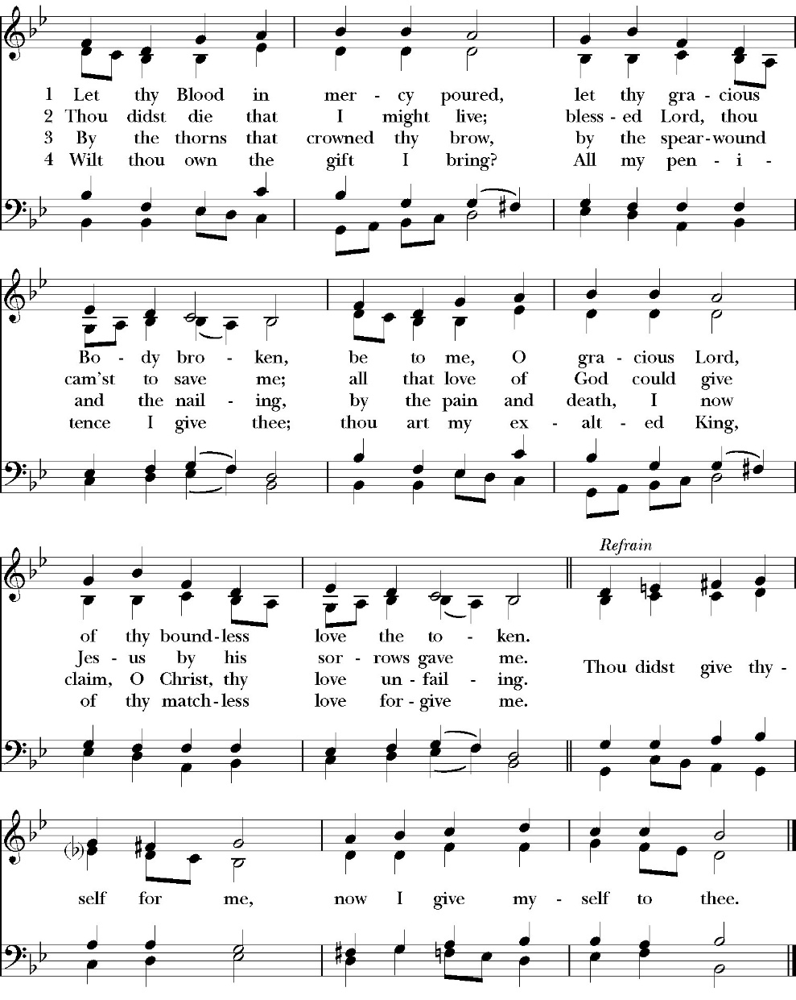 1 Let thy Blood in mer - cy poured, let thy gra - cious
2 Thou didst die that I might live; bless - ed Lord, thou
3 By the thorns that crowned thy brow, by the spear - wound
4 Wilt thou own the gift I bring? All my pen - i -
Bo - dy bro - ken, be to me, O gra - cious Lord,
cam'st to save me; all that love of God could give
and the nail - ing, by the pain and death, I now
tence I give thee; thou art my ex - alt - ed King,
Refrain
of thy bound - less love the to - ken.
Jes - us by his sor - rows gave me.
claim, O Christ, thy love un - fail - ing.
of thy match - less love for - give me.
Thou didst give thy -
self for me, now I give my - self to thee.